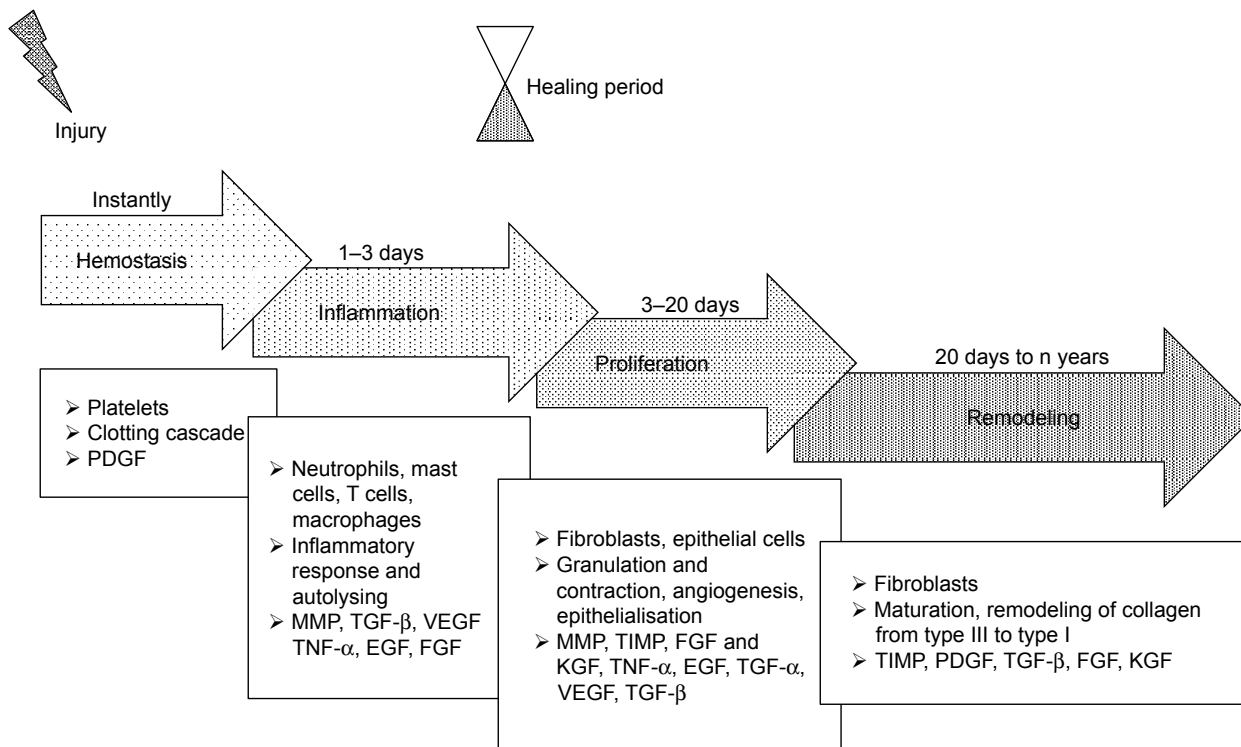 Injury
Healing period
Instantly
Hemostasis
1–3 days
Inflammation
3–20 days
Proliferation
20 days to n years
Remodeling
➢ Platelets
➢ Clotting cascade
➢ PDGF
➢ Neutrophils, mast
cells, T cells,
macrophages
➢ Inflammatory
response and
autolysing
➢ MMP, TGF-β, VEGF
TNF-α, EGF, FGF
➢ Fibroblasts, epithelial cells
➢ Granulation and
contraction, angiogenesis,
epithelialisation
➢ MMP, TIMP, FGF and
KGF, TNF-α, EGF, TGF-α,
VEGF, TGF-β
➢ Fibroblasts
➢ Maturation, remodeling of collagen
from type III to type I
➢ TIMP, PDGF, TGF-β, FGF, KGF